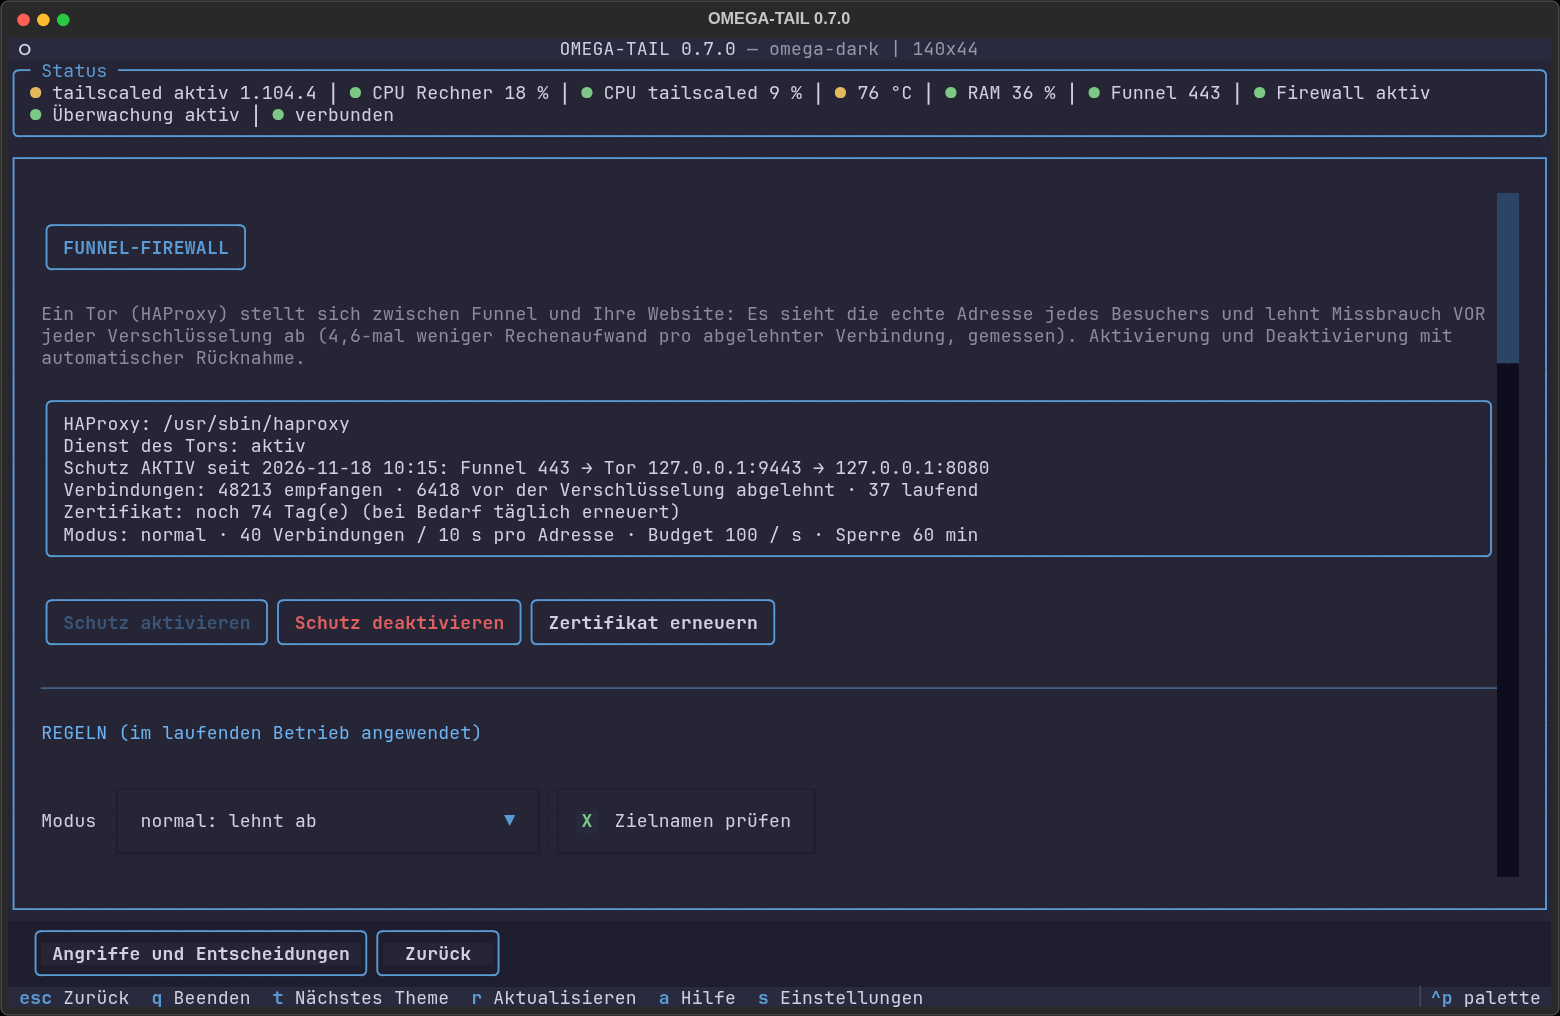 OMEGA-TAIL 0.7.0
OMEGA-TAIL 0.7.0 — omega-dark | 140x44
Status
tailscaled aktiv 1.104.4 │ ● CPU Rechner 18 % │ ● CPU tailscaled 9 % │ ● 76 °C │ ● RAM 36 % │ ● Funnel 443 │ ● Firewall aktiv
● Überwachung aktiv │ ● verbunden
FUNNEL-FIREWALL
Ein Tor (HAProxy) stellt sich zwischen Funnel und Ihre Website: Es sieht die echte Adresse jedes Besuchers und lehnt Missbrauch VOR
jeder Verschlüsselung ab (4,6-mal weniger Rechenaufwand pro abgelehnter Verbindung, gemessen). Aktivierung und Deaktivierung mit
automatischer Rücknahme.
HAProxy: /usr/sbin/haproxy
Dienst des Tors: aktiv
Schutz AKTIV seit 2026-11-18 10:15: Funnel 443 → Tor 127.0.0.1:9443 → 127.0.0.1:8080
Verbindungen: 48213 empfangen · 6418 vor der Verschlüsselung abgelehnt · 37 laufend
Zertifikat: noch 74 Tag(e) (bei Bedarf täglich erneuert)
Modus: normal · 40 Verbindungen / 10 s pro Adresse · Budget 100 / s · Sperre 60 min
Schutz aktivieren Schutz deaktivieren Zertifikat erneuern
REGELN (im laufenden Betrieb angewendet)
Modus normal: lehnt ab ▼ X Zielnamen prüfen
Angriffe und Entscheidungen Zurück
esc Zurück q Beenden t Nächstes Theme r Aktualisieren a Hilfe s Einstellungen ^p palette